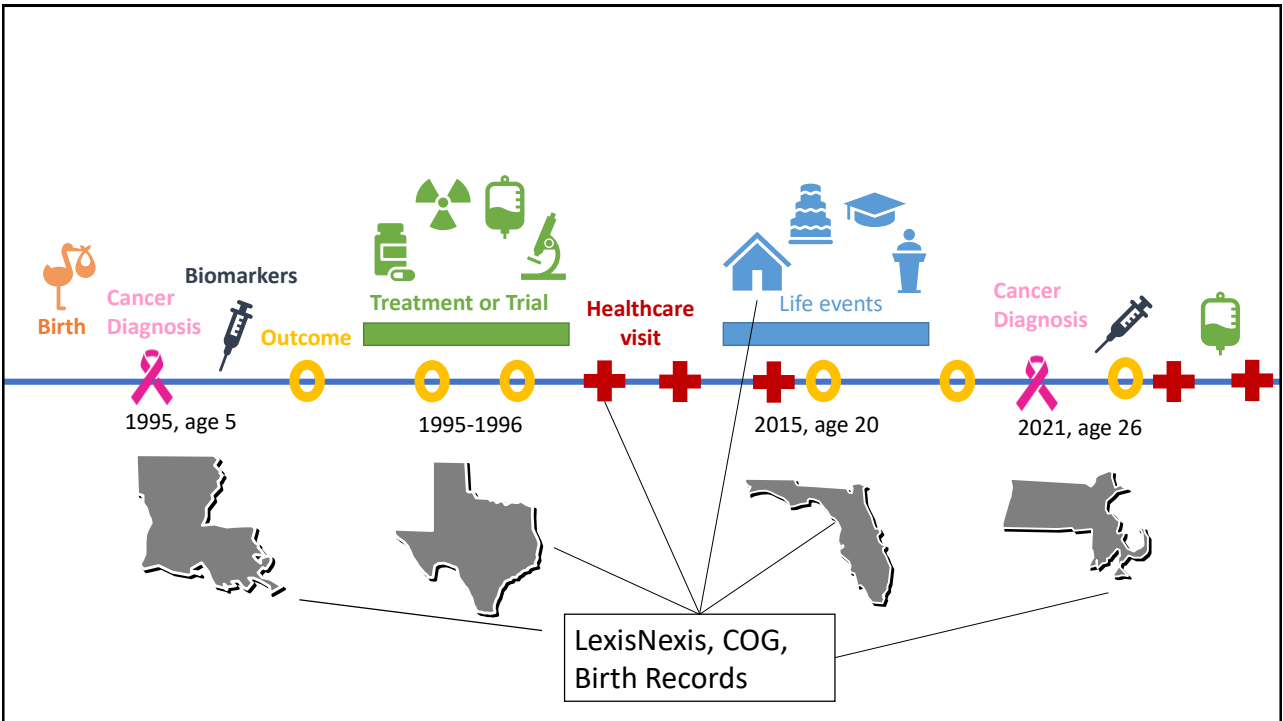 Birth
Cancer
Diagnosis
Biomarkers
Outcome
Treatment or Trial
Healthcare
visit
Life events
Cancer
Diagnosis
1995, age 5
1995-1996
2015, age 20
2021, age 26
LexisNexis, COG,
Birth Records